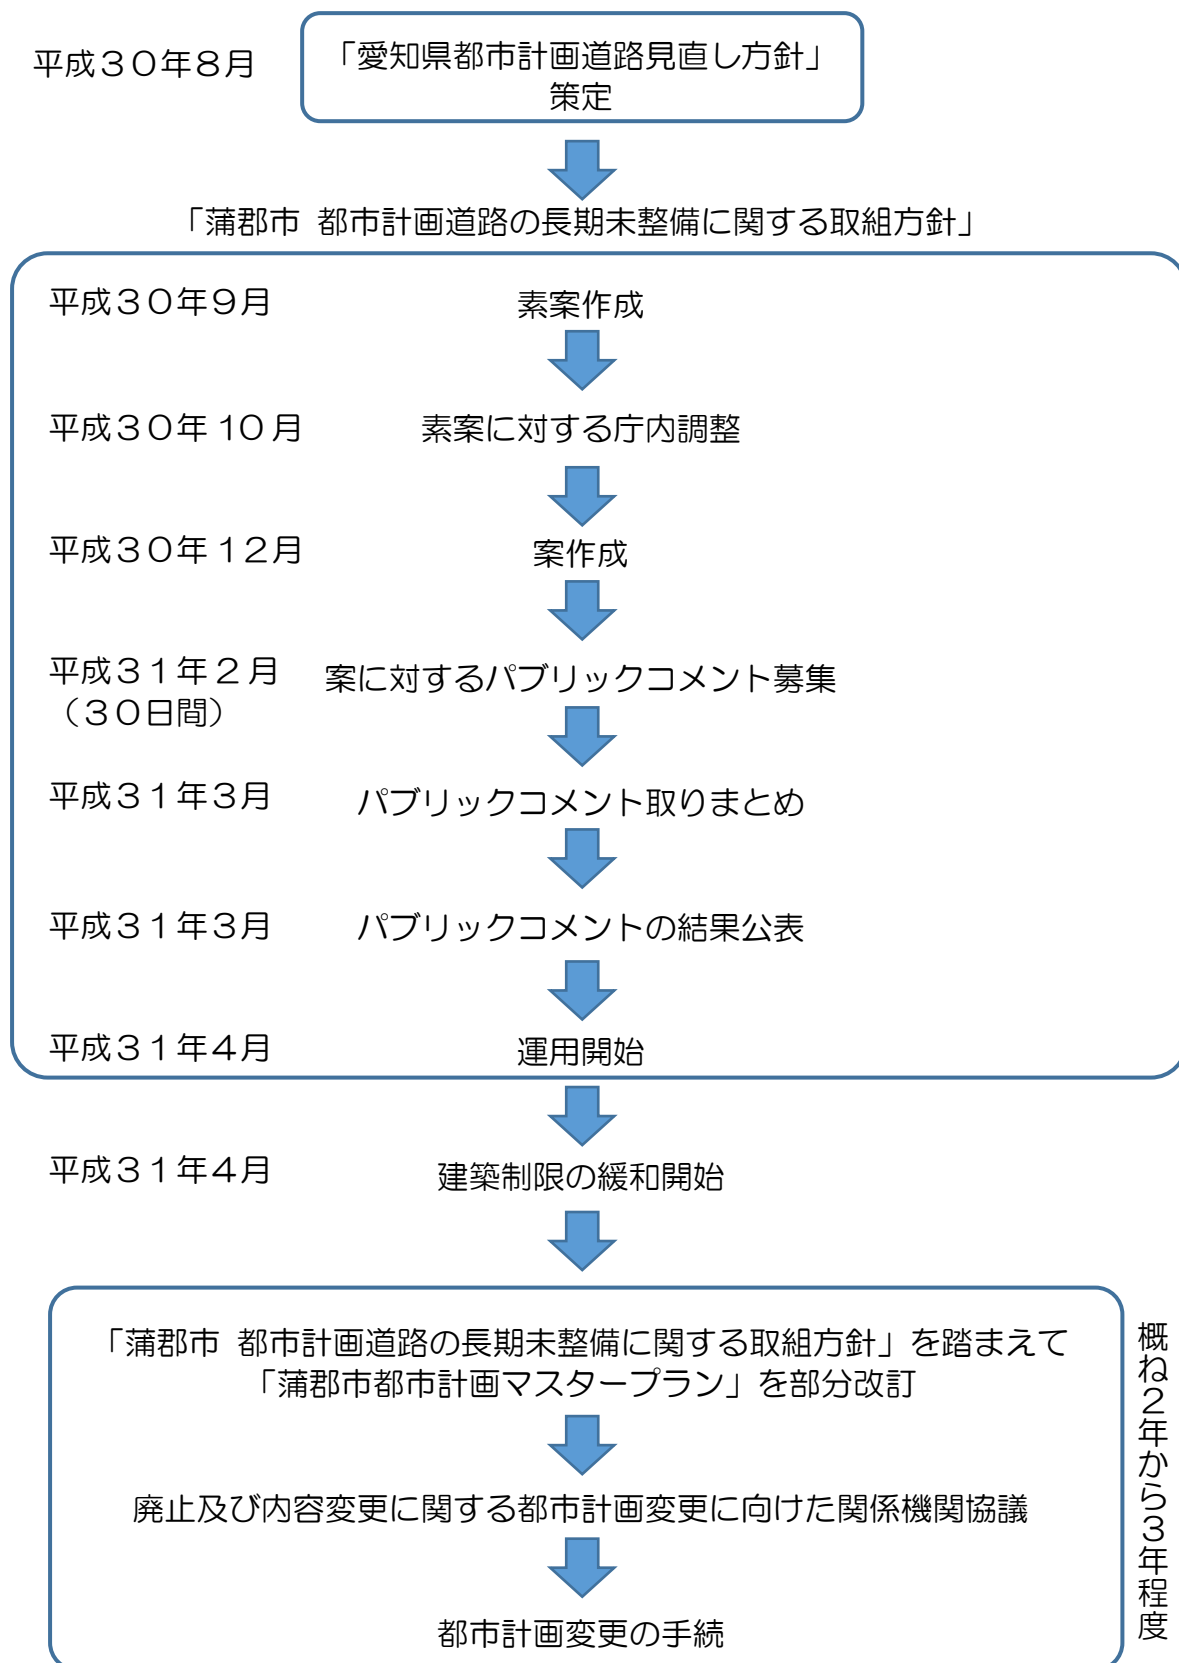 平成３０年８月
「愛知県都市計画道路見直し方針」
策定
「蒲郡市 都市計画道路の長期未整備に関する取組方針」
平成３０年９月
素案作成
平成３０年 10 月
素案に対する庁内調整
平成３０年 １２月
案作成
平成３１年 ２ 月
（３０日間）
案に対するパブリックコメント募集
平成３１年３月
パブリックコメント取りまとめ
平成３１年３月
パブリックコメントの結果公表
平成３１年４月
運用開始
平成３１年４月
建築制限の緩和開始
「蒲郡市 都市計画道路の長期未整備に関する取組方針」を踏まえて
「蒲郡市都市計画マスタープラン」を部分改訂
廃止及び内容変更に関する都市計画変更に向けた関係機関協議
都市計画変更の手続
概ね２年から３年程度